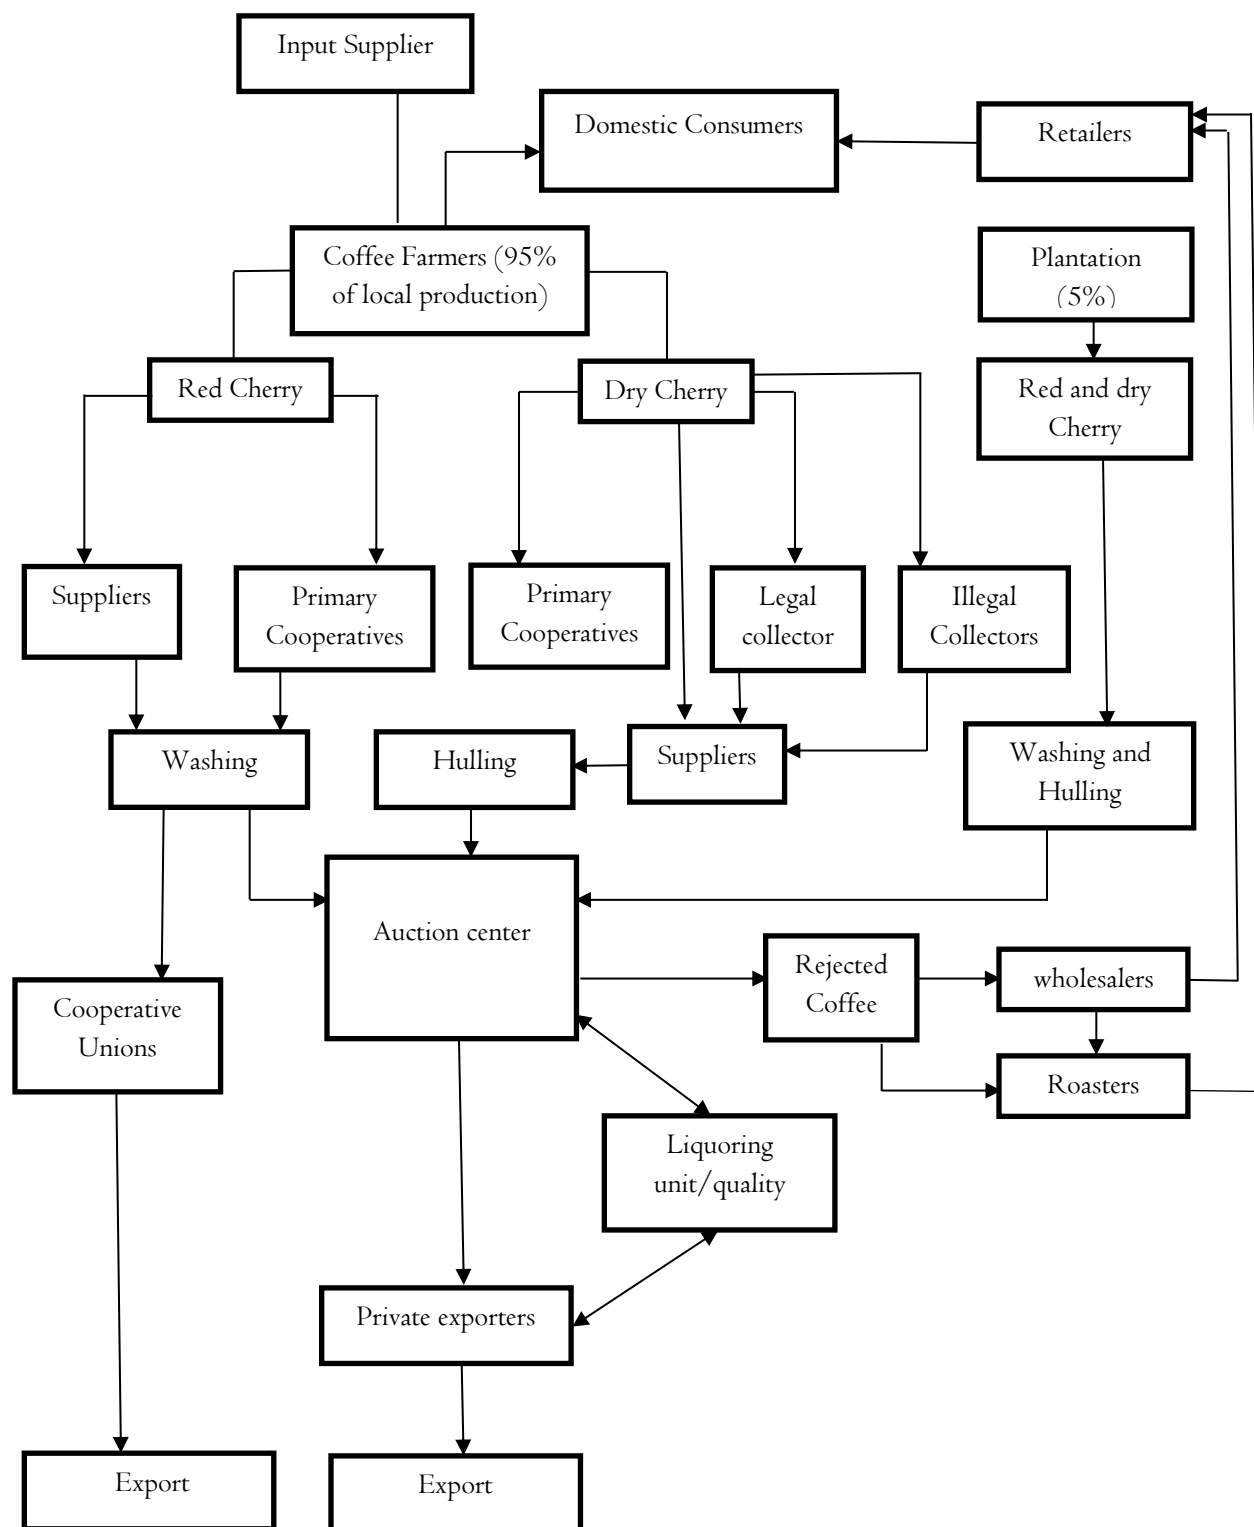 Input Supplier
Domestic Consumers
Retailers
Coffee Farmers (95%
of local production)
Plantation
(5%)
Red Cherry
Dry Cherry
Red and dry
Cherry
Suppliers
Primary
Cooperatives
Primary
Cooperatives
Legal
collector
Illegal
Collectors
Washing
Hulling
Suppliers
Washing and
Hulling
Auction center
Rejected
Coffee
wholesalers
Cooperative
Unions
Roasters
Liquoring
unit/quality
Private exporters
Export
Export